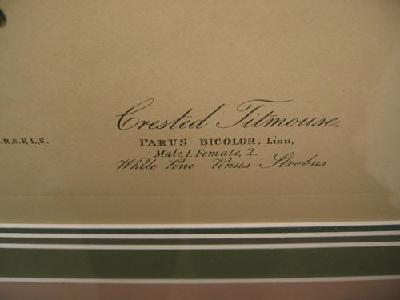 Crested Titmouse,
PARUS BICOLOR, Linn,
Male, 1. Female, 2.
White Pine Pinus Strobus
R.S.F.L.S.